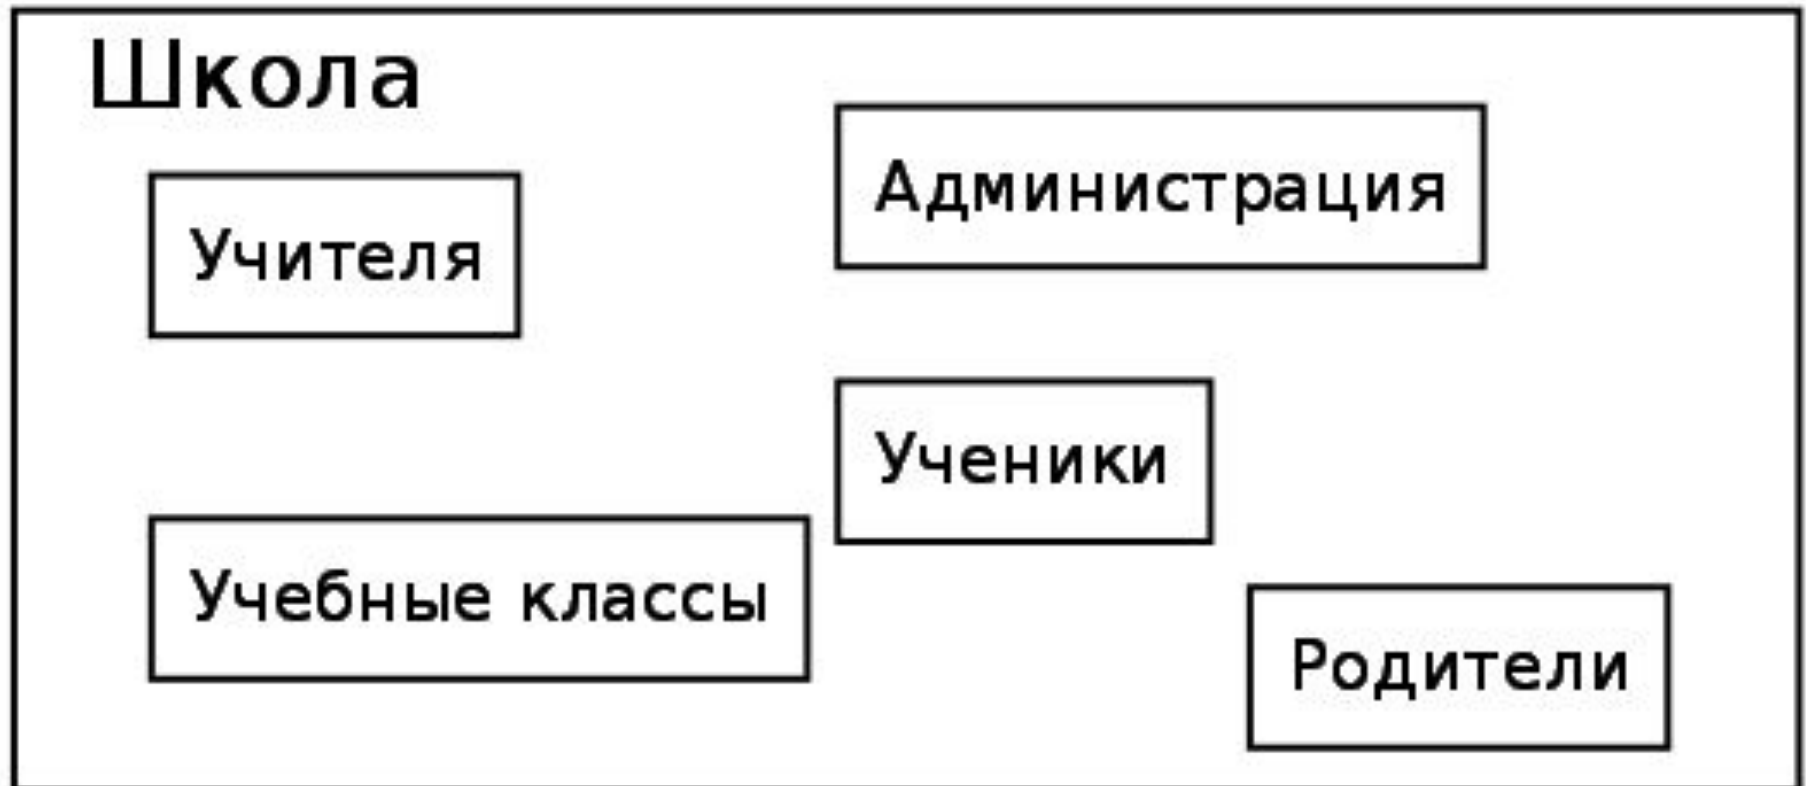 Школа
Администрация
Учителя
Ученики
Учебные классы
Родители